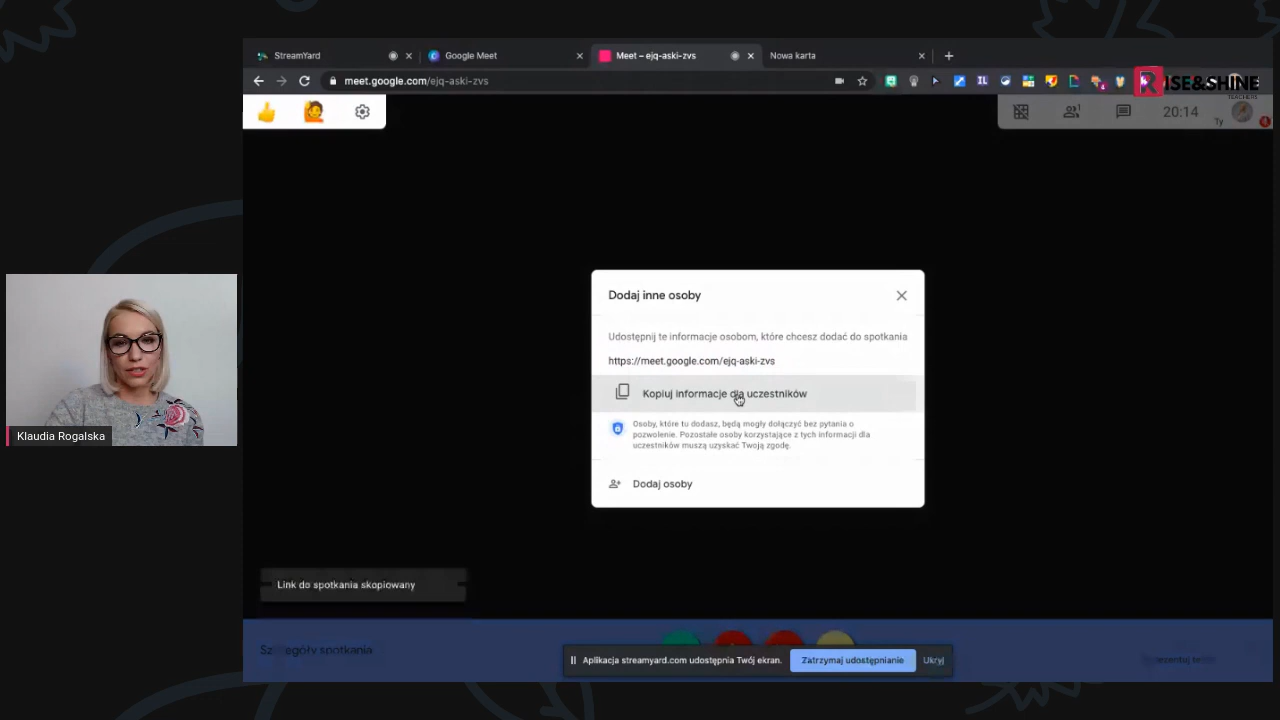 StreamYard
Google Meet
Meet – ejq-aski-zvs
Nowa karta
meet.google.com/ejq-aski-zvs
RISE&SHINE
TEACHERS
20:14
Ty
Dodaj inne osoby
Udostępnij te informacje osobom, które chcesz dodać do spotkania
https://meet.google.com/ejq-aski-zvs
Kopiuj informacje dla uczestników
Osoby, które tu dodasz, będą mogły dołączyć bez pytania o
pozwolenie. Pozostałe osoby korzystające z tych informacji dla
uczestników muszą uzyskać Twoją zgodę.
Dodaj osoby
Klaudia Rogalska
Link do spotkania skopiowany
Szczegóły spotkania
Aplikacja streamyard.com udostępnia Twój ekran.
Zatrzymaj udostępnianie
Ukryj